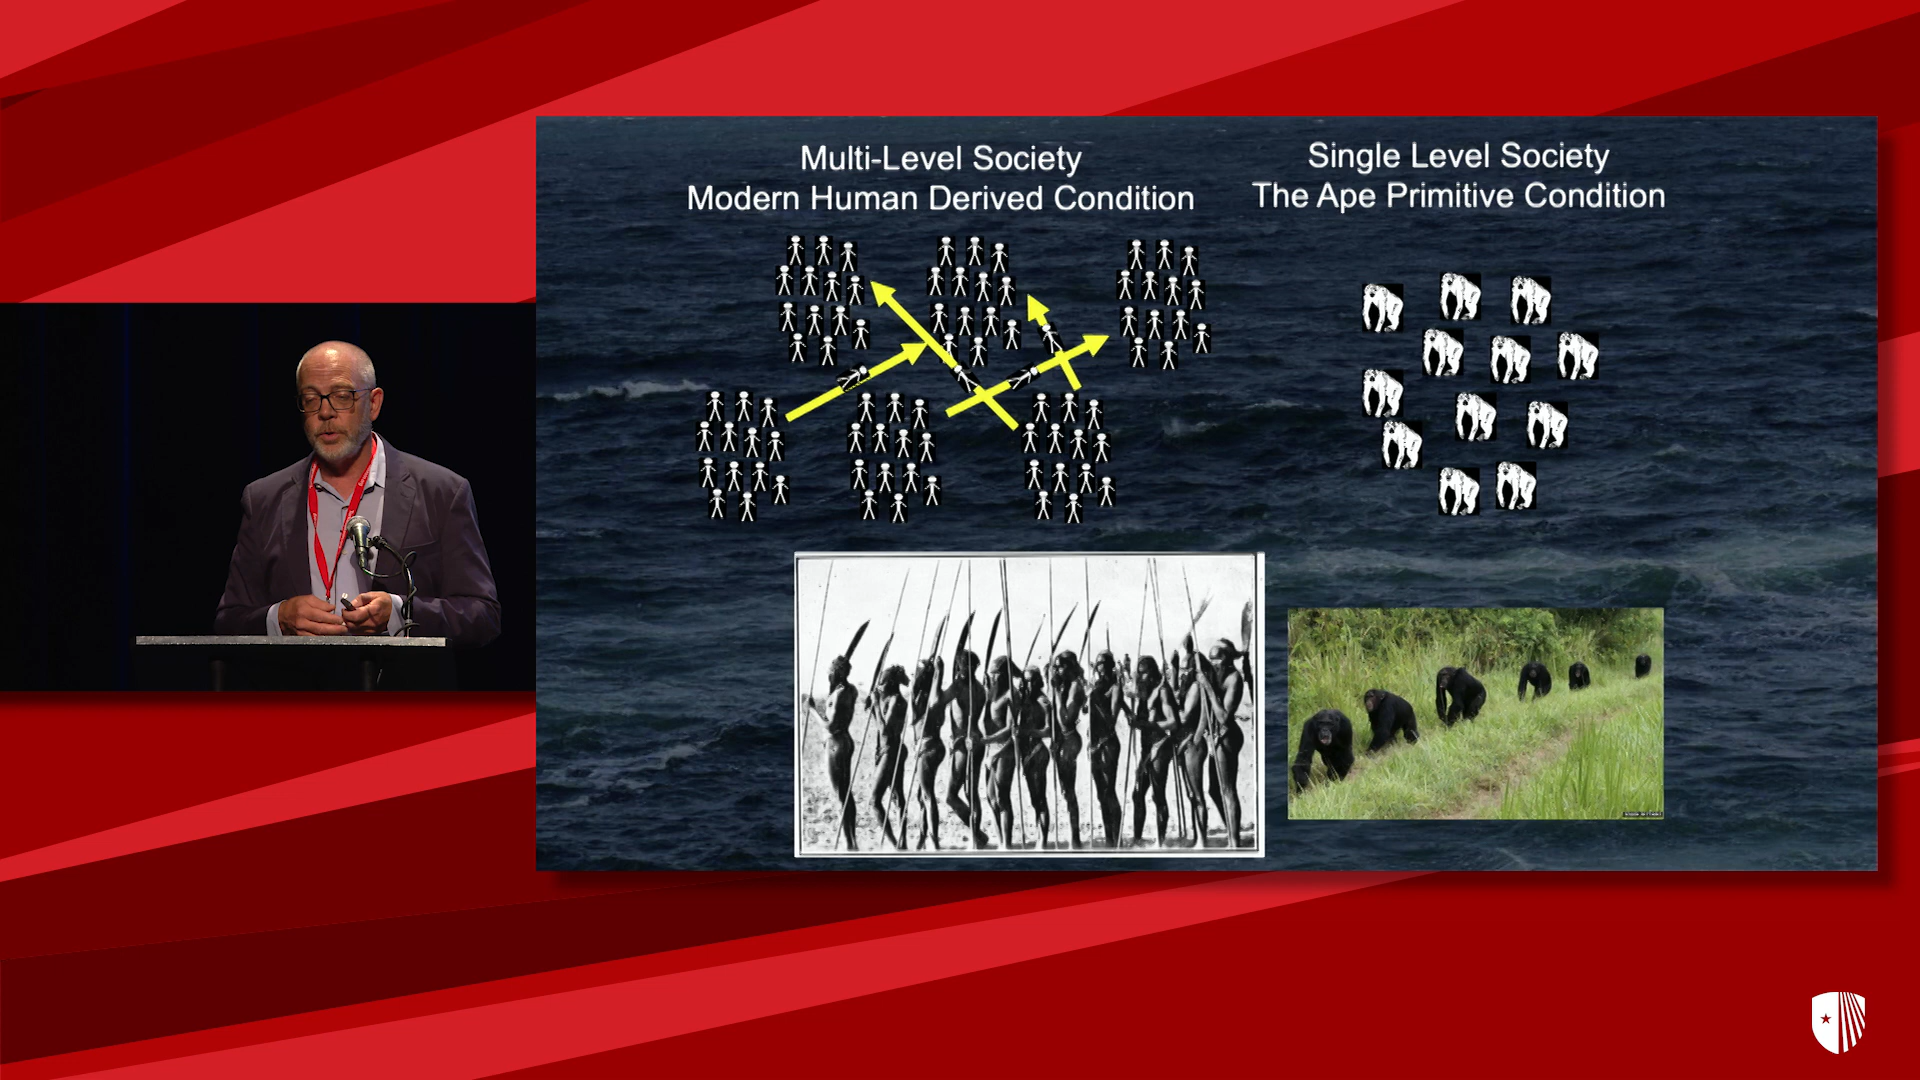 Multi-Level Society
Modern Human Derived Condition
Single Level Society
The Ape Primitive Condition